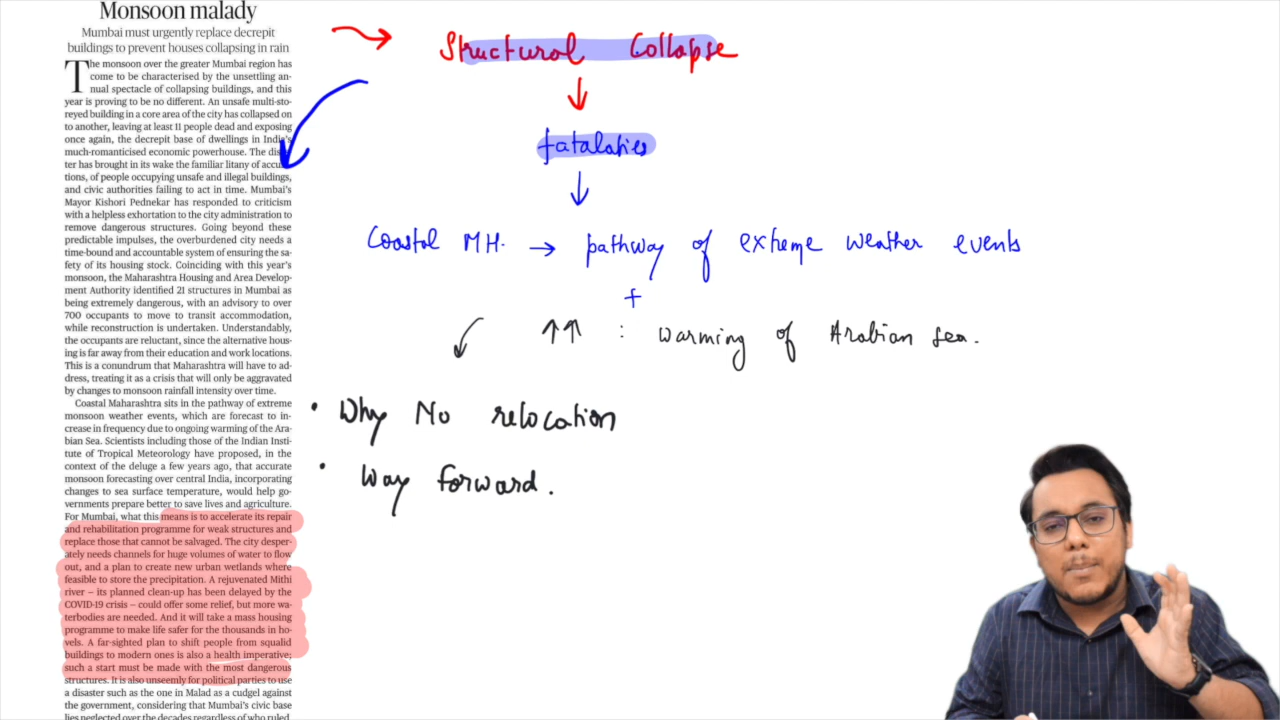 Monsoon malady
Mumbai must urgently replace decrepit
buildings to prevent houses collapsing in rain
The monsoon over the greater Mumbai region has
come to be characterised by the unsettling an-
nual spectacle of collapsing buildings, and this
year is proving to be no different. An unsafe multi-sto-
reyed building in a core area of the city has collapsed on
to another, leaving at least 11 people dead and exposing
once again, the decrepit base of dwellings in India's
much-romanticised economic powerhouse. The disas-
ter has brought in its wake the familiar litany of accusa-
tions, of people occupying unsafe and illegal buildings,
and civic authorities failing to act in time. Mumbai's
Mayor Kishori Pednekar has responded to criticism
with a helpless exhortation to the city administration to
remove dangerous structures. Going beyond these
predictable impulses, the overburdened city needs a
time-bound and accountable system of ensuring the sa-
fety of its housing stock. Coinciding with this year's
monsoon, the Maharashtra Housing and Area Develop-
ment Authority identified 21 structures in Mumbai as
being extremely dangerous, with an advisory to over
700 occupants to move to transit accommodation,
while reconstruction is undertaken. Understandably,
the occupants are reluctant, since the alternative hous-
ing is far away from their education and work locations.
This is a conundrum that Maharashtra will have to ad-
dress, treating it as a crisis that will only be aggravated
by changes to monsoon rainfall intensity over time.
Coastal Maharashtra sits in the pathway of extreme
monsoon weather events, which are forecast to in-
crease in frequency due to ongoing warming of the Ara-
bian Sea. Scientists including those of the Indian Insti-
tute of Tropical Meteorology have proposed, in the
context of the deluge a few years ago, that accurate
monsoon forecasting over central India, incorporating
changes to sea surface temperature, would help go-
vernments prepare better to save lives and agriculture.
For Mumbai, what this means is to accelerate its repair
and rehabilitation programme for weak structures and
replace those that cannot be salvaged. The city desper-
ately needs channels for huge volumes of water to flow
out, and a plan to create new urban wetlands where
feasible to store the precipitation. A rejuvenated Mithi
river – its planned clean-up has been delayed by the
COVID-19 crisis – could offer some relief, but more wa-
terbodies are needed. And it will take a mass housing
programme to make life safer for the thousands in ho-
vels. A far-sighted plan to shift people from squalid
buildings to modern ones is also a health imperative;
such a start must be made with the most dangerous
structures. It is also unseemly for political parties to use
a disaster such as the one in Malad as a cudgel against
the government, considering that Mumbai's civic base
lies neglected over the decades regardless of who ruled.
Structural Collapse
fatalaties
Coastal MH. → pathway of extreme weather events
+
↑↑ : warming of Arabian sea.
• Why No relocation
• Way forward.